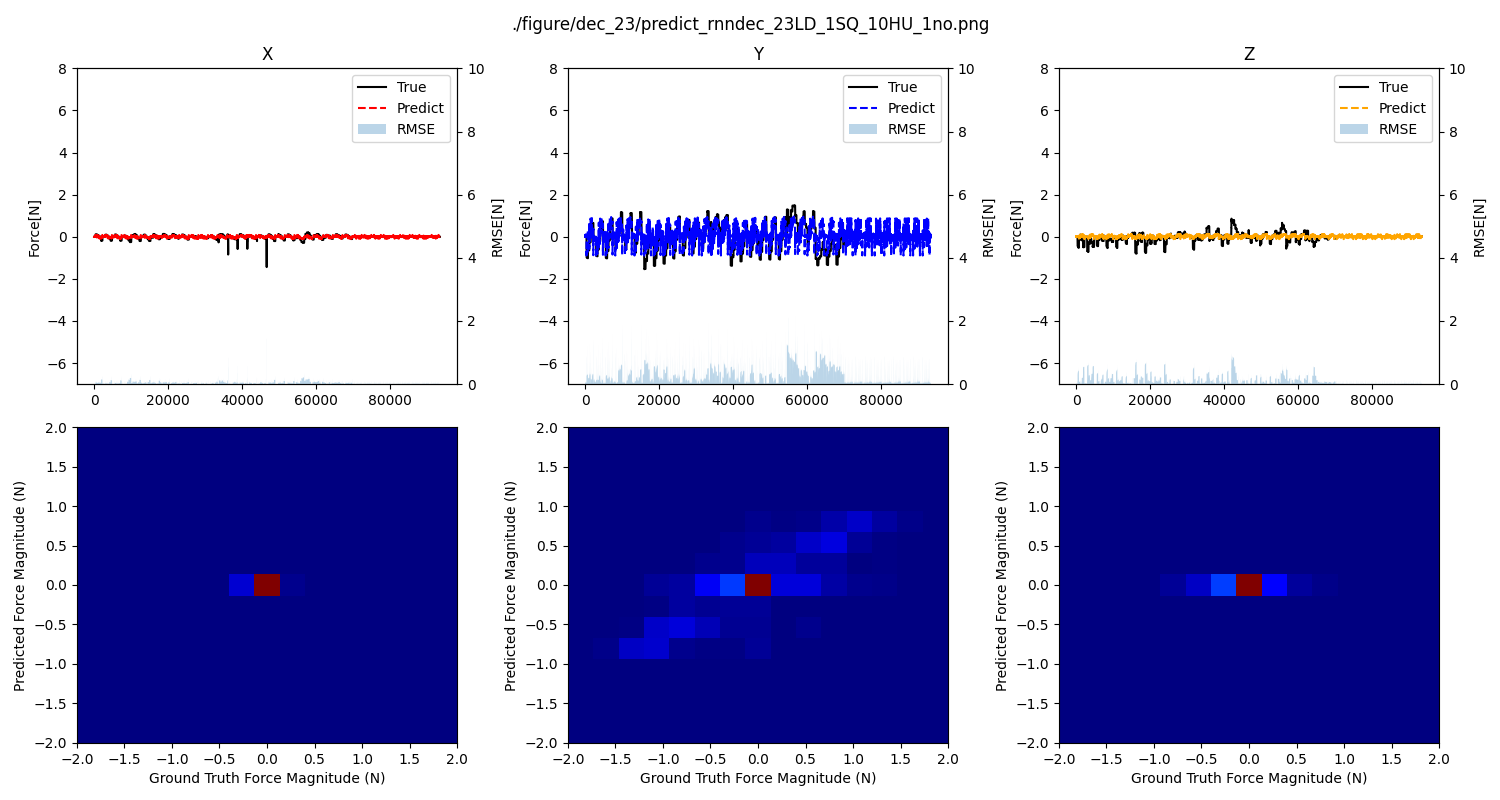 ./figure/dec_23/predict_rnndec_23LD_1SQ_10HU_1no.png
X
8
6
4
2
0
−2
−4
−6
Force[N]
10
8
6
4
2
0
RMSE[N]
True
Predict
RMSE
0 20000 40000 60000 80000
Y
8
6
4
2
0
−2
−4
−6
Force[N]
10
8
6
4
2
0
RMSE[N]
True
Predict
RMSE
0 20000 40000 60000 80000
Z
8
6
4
2
0
−2
−4
−6
Force[N]
10
8
6
4
2
0
RMSE[N]
True
Predict
RMSE
0 20000 40000 60000 80000
2.0
1.5
1.0
0.5
0.0
−0.5
−1.0
−1.5
−2.0
Predicted Force Magnitude (N)
−2.0 −1.5 −1.0 −0.5 0.0 0.5 1.0 1.5 2.0
Ground Truth Force Magnitude (N)
2.0
1.5
1.0
0.5
0.0
−0.5
−1.0
−1.5
−2.0
Predicted Force Magnitude (N)
−2.0 −1.5 −1.0 −0.5 0.0 0.5 1.0 1.5 2.0
Ground Truth Force Magnitude (N)
2.0
1.5
1.0
0.5
0.0
−0.5
−1.0
−1.5
−2.0
Predicted Force Magnitude (N)
−2.0 −1.5 −1.0 −0.5 0.0 0.5 1.0 1.5 2.0
Ground Truth Force Magnitude (N)